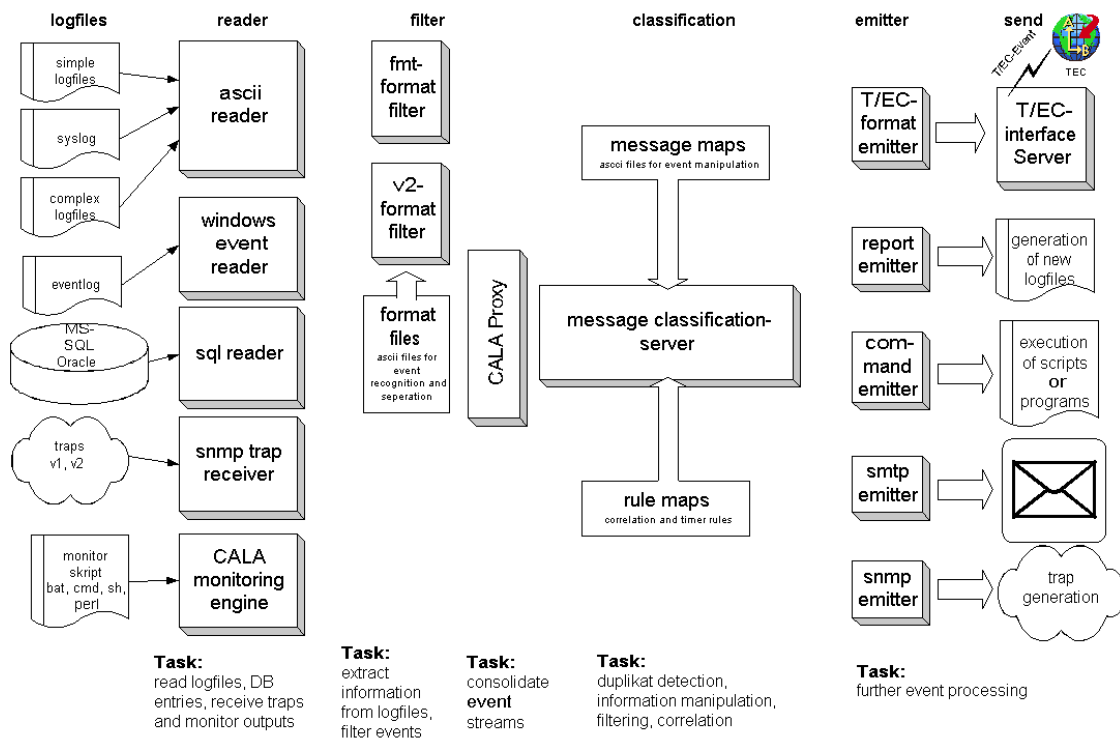 logfiles
reader
filter
classification
emitter
send
simple
logfiles
syslog
complex
logfiles
eventlog
MS-
SQL
Oracle
traps
v1, v2
monitor
skript
bat, cmd, sh,
perl
ascii
reader
windows
event
reader
sql reader
snmp trap
receiver
CALA
monitoring
engine
fmt-
format
filter
v2-
format
filter
format
files
ascii files for
event
recognition and
seperation
CALA Proxy
message maps
ascii files for event manipulation
message classification-
server
rule maps
correlation and timer rules
T/EC-
format
emitter
report
emitter
com-
mand
emitter
smtp
emitter
snmp
emitter
T/EC-Event
A
B
TEC
T/EC-
interface
Server
generation
of new
logfiles
execution
of scripts
or
programs
trap
generation
Task:
read logfiles, DB
entries, receive traps
and monitor outputs
Task:
extract
information
from logfiles,
filter events
Task:
consolidate
event
streams
Task:
duplikat detection,
information manipulation,
filtering, correlation
Task:
further event processing